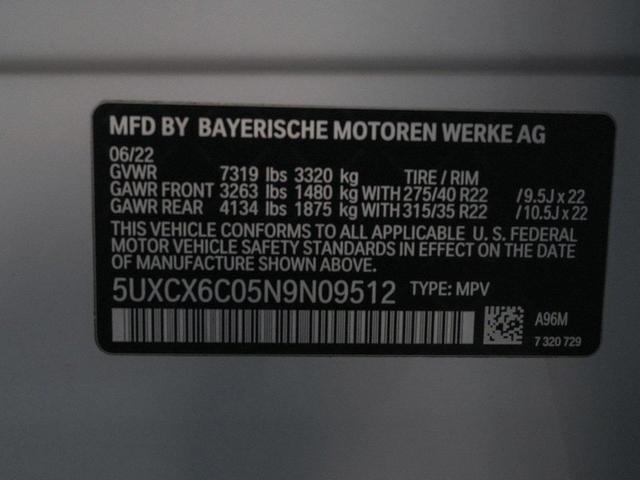 MFD BY BAYERISCHE MOTOREN WERKE AG
06/22
GVWR 7319 lbs 3320 kg TIRE / RIM
GAWR FRONT 3263 lbs 1480 kg WITH 275/40 R22 /9.5J x 22
GAWR REAR 4134 lbs 1875 kg WITH 315/35 R22 /10.5J x 22
THIS VEHICLE CONFORMS TO ALL APPLICABLE U. S. FEDERAL
MOTOR VEHICLE SAFETY STANDARDS IN EFFECT ON THE DATE
OF MANUFACTURE SHOWN ABOVE.
5UXCX6C05N9N09512 TYPE: MPV
A96M
7 320 729